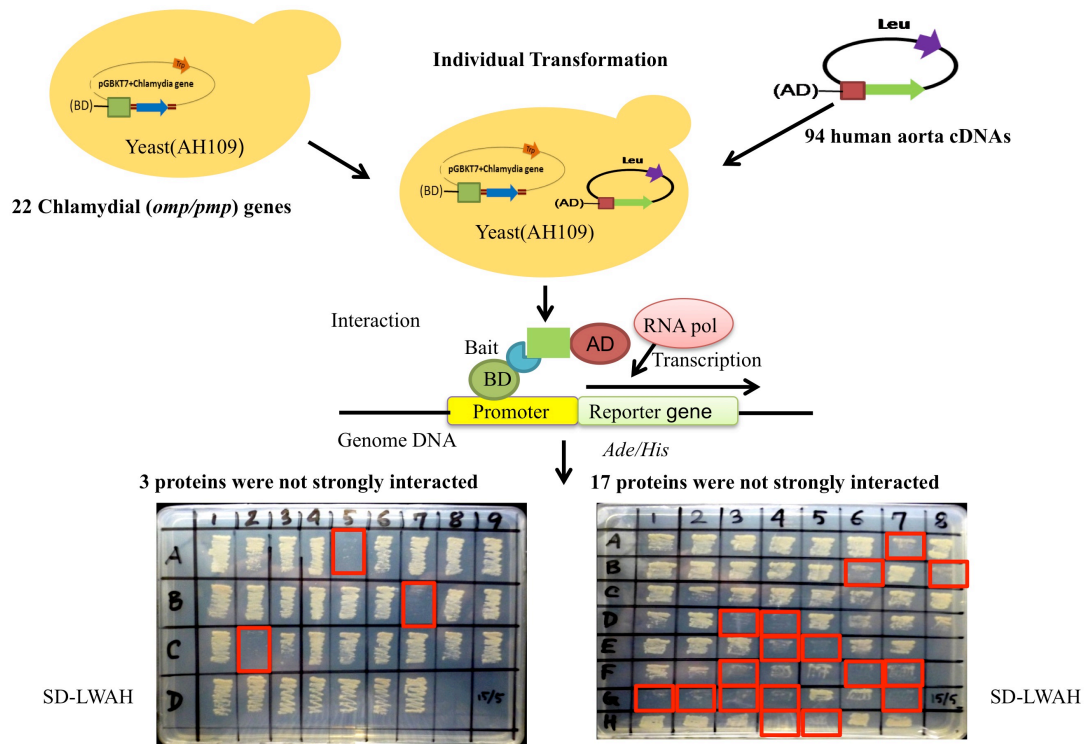 Individual Transformation
Leu
(AD)
94 human aorta cDNAs
Trp
pGBKT7+Chlamydia gene
(BD)
Yeast(AH109)
22 Chlamydial (omp/pmp) genes
Trp
pGBKT7+Chlamydia gene
(BD)
Leu
(AD)
Yeast(AH109)
Interaction
Bait
BD
AD
RNA pol
Transcription
Promoter
Reporter gene
Genome DNA
Ade/His
3 proteins were not strongly interacted
17 proteins were not strongly interacted
1 2 3 4 5 6 7 8 9
A
B
C
D
15/5
SD-LWAH
1 2 3 4 5 6 7 8
A
B
C
D
E
F
G
15/5
H
SD-LWAH